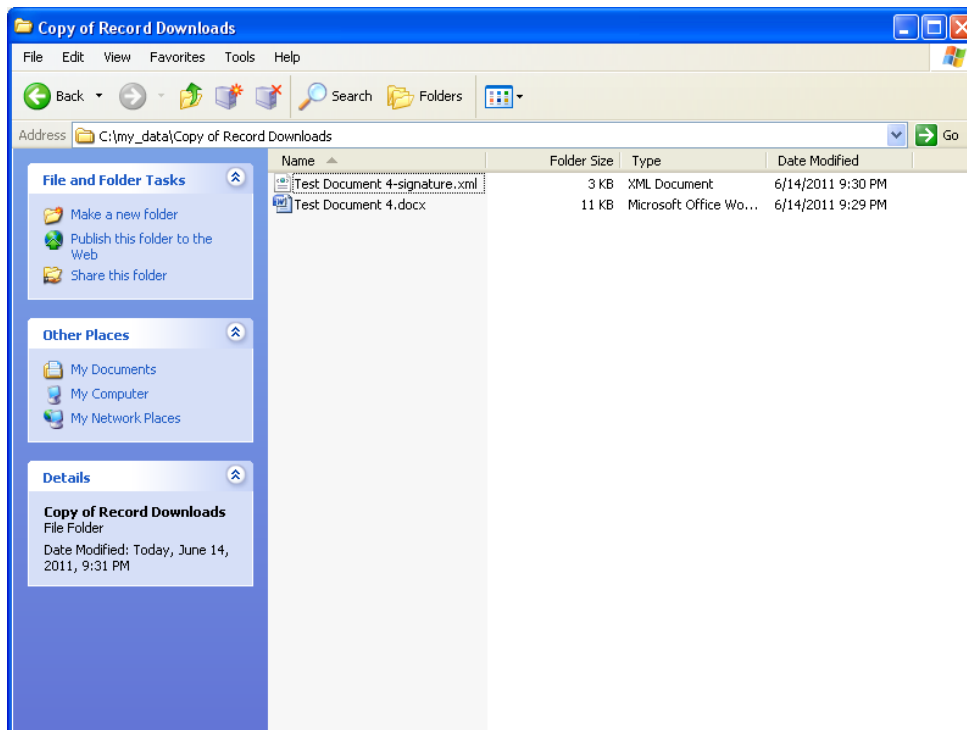 Copy of Record Downloads
File Edit View Favorites Tools Help
Back Search Folders
Address C:\my_data\Copy of Record Downloads Go
Name Folder Size Type Date Modified
Test Document 4-signature.xml 3 KB XML Document 6/14/2011 9:30 PM
Test Document 4.docx 11 KB Microsoft Office Wo... 6/14/2011 9:29 PM
File and Folder Tasks
Make a new folder
Publish this folder to the
Web
Share this folder
Other Places
My Documents
My Computer
My Network Places
Details
Copy of Record Downloads
File Folder
Date Modified: Today, June 14,
2011, 9:31 PM